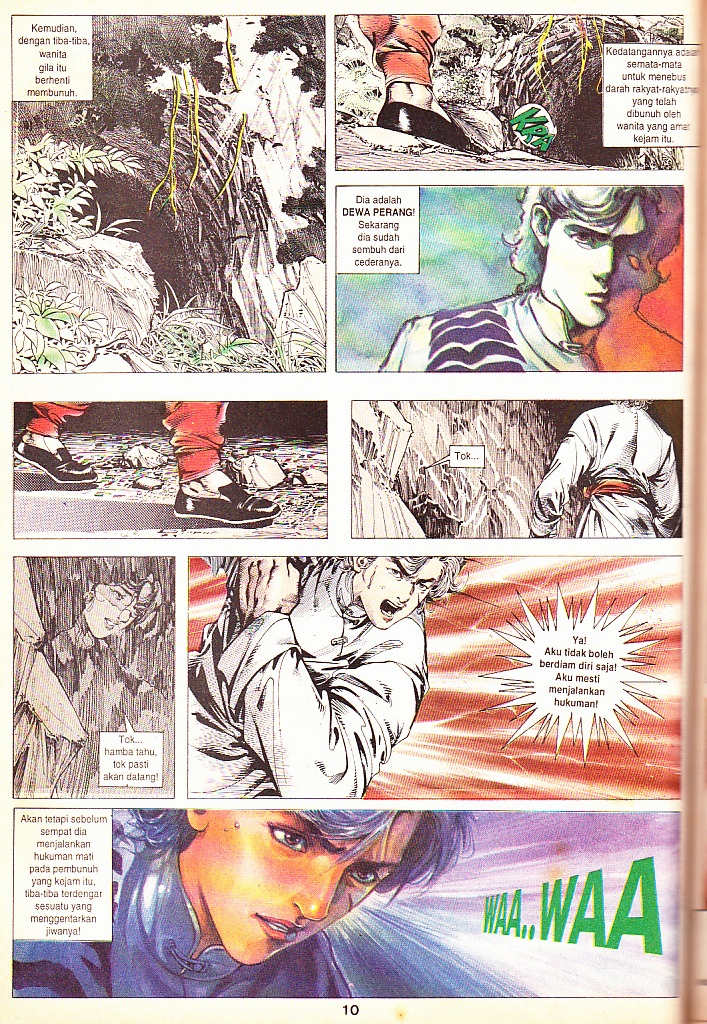 Kemudian,
dengan tiba-tiba,
wanita
gila itu
berhenti
membunuh.
Kedatangannya adalah
semata-mata
untuk menebus
darah rakyat-rakyatnya
yang telah
dibunuh oleh
wanita yang amat
kejam itu.
KRA
Dia adalah
DEWA PERANG!
Sekarang
dia sudah
sembuh dari
cederanya.
Tok...
Tok...
hamba tahu,
tok pasti
akan datang!
Ya!
Aku tidak boleh
berdiam diri saja!
Aku mesti
menjalankan
hukuman!
Akan tetapi sebelum
sempat dia
menjalankan
hukuman mati
pada pembunuh
yang kejam itu,
tiba-tiba terdengar
sesuatu yang
menggentarkan
jiwanya!
WAA.. WAA
10